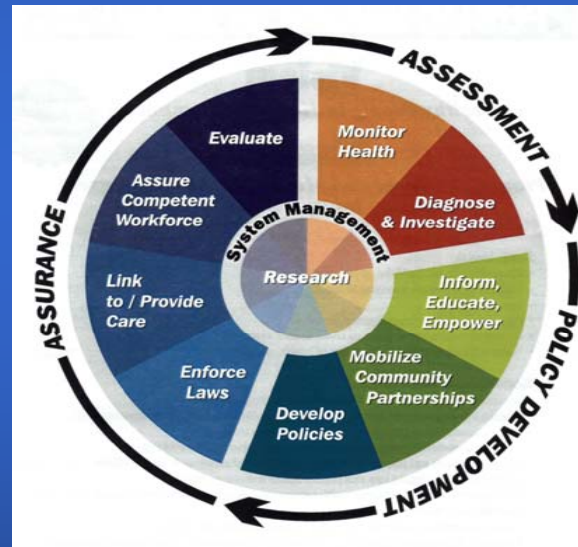 ASSESSMENT
POLICY DEVELOPMENT
ASSURANCE
Monitor
Health
Diagnose
& Investigate
Inform,
Educate,
Empower
Mobilize
Community
Partnerships
Develop
Policies
Enforce
Laws
Link
to / Provide
Care
Assure
Competent
Workforce
Evaluate
System Management
Research